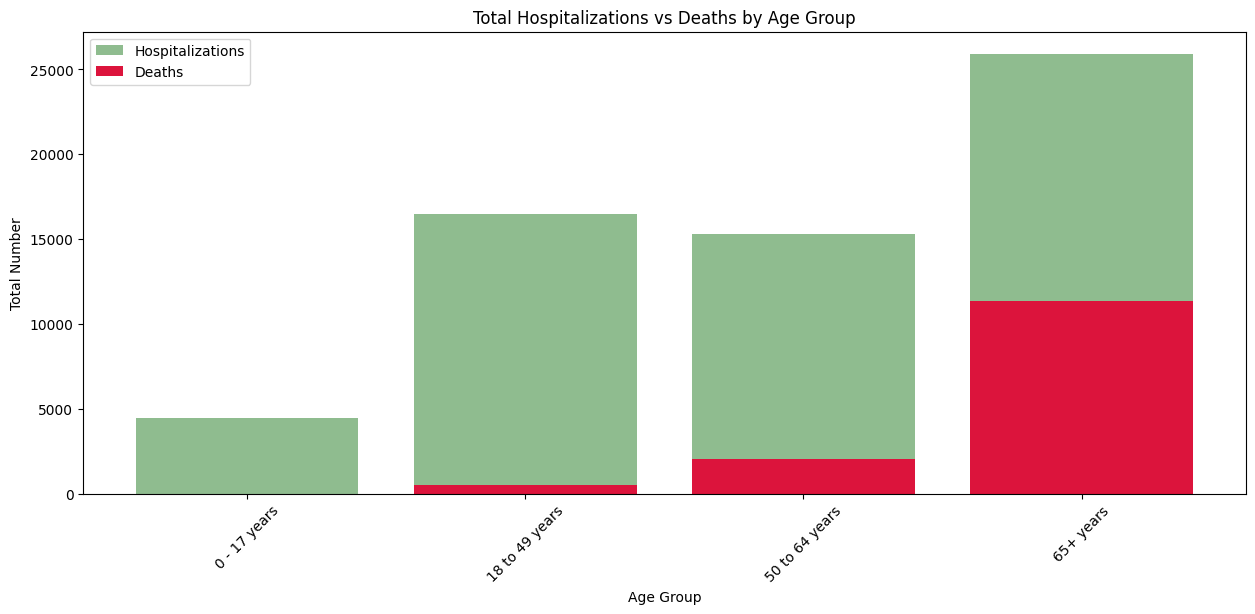 Total Hospitalizations vs Deaths by Age Group
Hospitalizations
Deaths
Total Number
25000
20000
15000
10000
5000
0
0 - 17 years
18 to 49 years
50 to 64 years
65+ years
Age Group